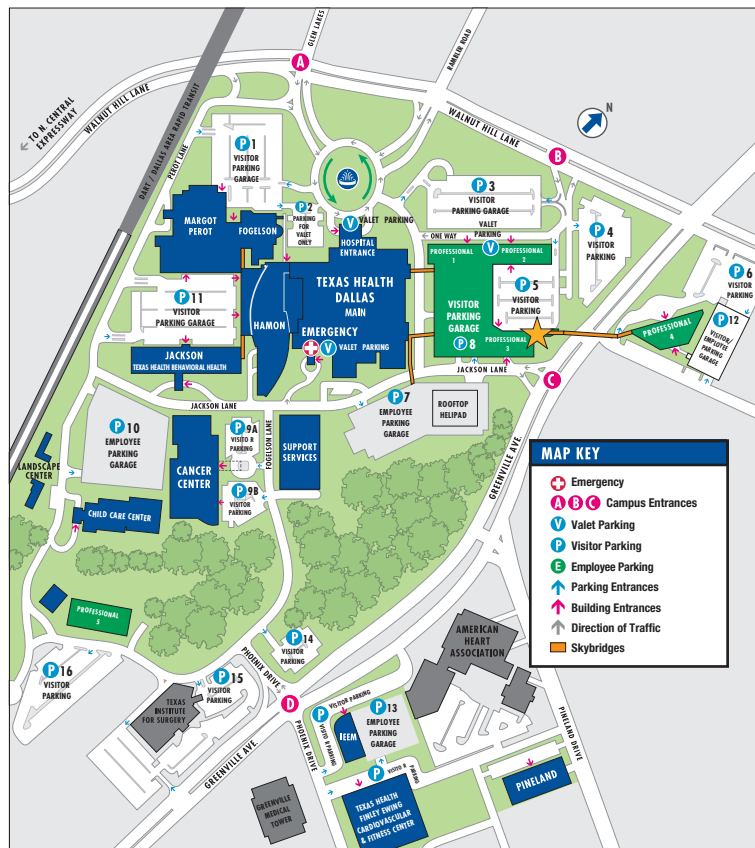 GLEN LAKES
RAMBLER ROAD
A
TO N. CENTRAL
EXPRESSWAY
WALNUT HILL LANE
DART / DALLAS AREA RAPID TRANSIT
PEROT LANE
WALNUT HILL LANE
N
B
P 1
VISITOR
PARKING
GARAGE
P 2
PARKING
FOR
VALET
ONLY
V VALET PARKING
HOSPITAL
ENTRANCE
P 3
VISITOR
PARKING GARAGE
VALET
PARKING
ONE WAY
V
P 4
VISITOR
PARKING
MARGOT
PEROT
FOGELSON
PROFESSIONAL
1
PROFESSIONAL
2
P 5
VISITOR
PARKING
P 6
VISITOR
PARKING
TEXAS HEALTH
DALLAS
MAIN
VISITOR
PARKING
GARAGE
P 8
PROFESSIONAL
3
PROFESSIONAL
4
P 12
VISITOR/
EMPLOYEE
PARKING
GARAGE
P 11
VISITOR
PARKING GARAGE
HAMON
EMERGENCY
V VALET PARKING
JACKSON
TEXAS HEALTH BEHAVIORAL HEALTH
JACKSON LANE
C
JACKSON LANE
P 7
EMPLOYEE
PARKING
GARAGE
ROOFTOP
HELIPAD
P 10
EMPLOYEE
PARKING
GARAGE
P 9A
VISITO R
PARKING
FOGELSON LANE
SUPPORT
SERVICES
CANCER
CENTER
P 9B
VISITOR
PARKING
LANDSCAPE
CENTER
CHILD CARE CENTER
GREENVILLE AVE.
MAP KEY
Emergency
A B C Campus Entrances
V Valet Parking
P Visitor Parking
E Employee Parking
Parking Entrances
Building Entrances
Direction of Traffic
Skybridges
PROFESSIONAL
5
P 14
VISITOR
PARKING
PHOENIX DRIVE
AMERICAN
HEART
ASSOCIATION
P 16
VISITOR
PARKING
P 15
VISITOR
PARKING
TEXAS
INSTITUTE
FOR SURGERY
D
GREENVILLE AVE
PHOENIX DRIVE
P
VISITO R PARKING
VISITOR PARKING
IEEM
P 13
EMPLOYEE
PARKING
GARAGE
P VISITO R
PARKING
PINELAND DRIVE
PINELAND
GREENVILLE
MEDICAL
TOWER
TEXAS HEALTH
FINLEY EWING
CARDIOVASCULAR
& FITNESS CENTER